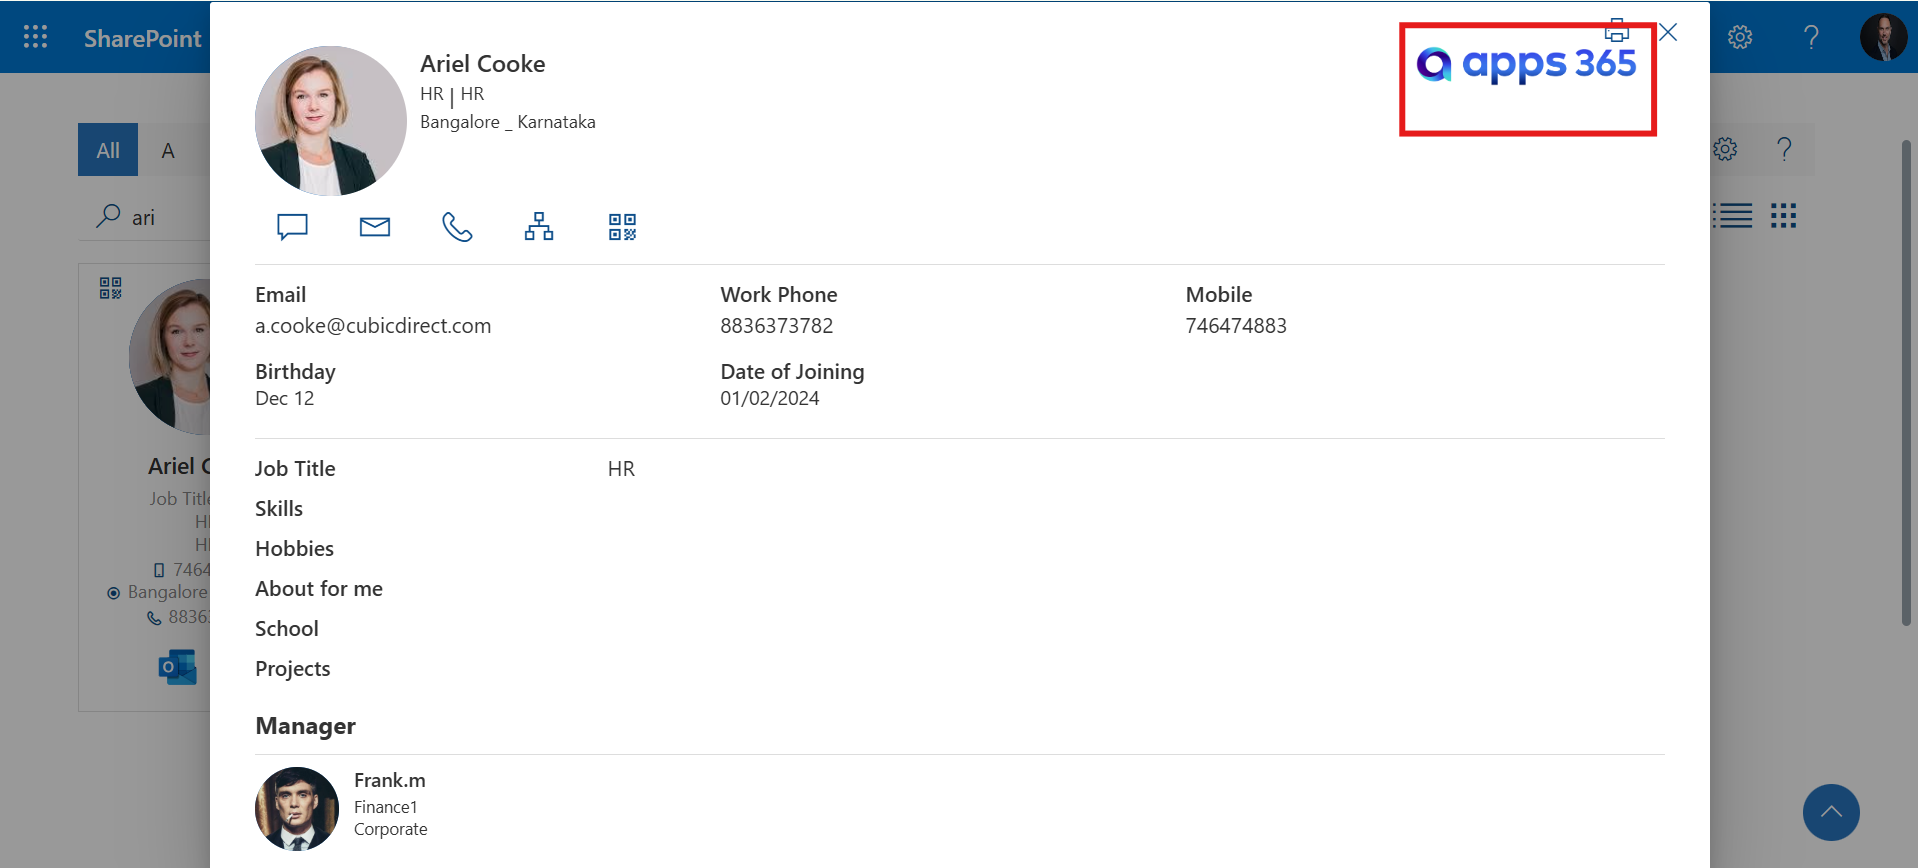 SharePoint
All
A
ari
Ariel C
Job Title
HR
HR
7464
Bangalore
8836
Ariel Cooke
HR | HR
Bangalore _ Karnataka
apps 365
Email
a.cooke@cubicdirect.com
Work Phone
8836373782
Mobile
746474883
Birthday
Dec 12
Date of Joining
01/02/2024
Job Title
HR
Skills
Hobbies
About for me
School
Projects
Manager
Frank.m
Finance1
Corporate